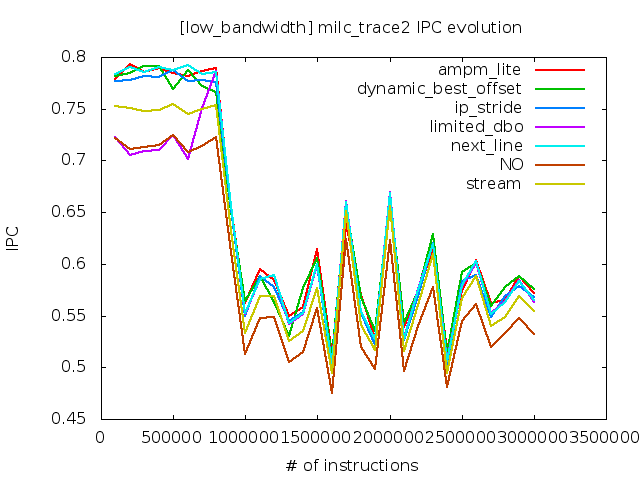 [low_bandwidth] milc_trace2 IPC evolution
0.8
0.75
0.7
0.65
0.6
0.55
0.5
0.45
IPC
ampm_lite
dynamic_best_offset
ip_stride
limited_dbo
next_line
NO
stream
0 500000 1000000 1500000 2000000 2500000 3000000 3500000
# of instructions